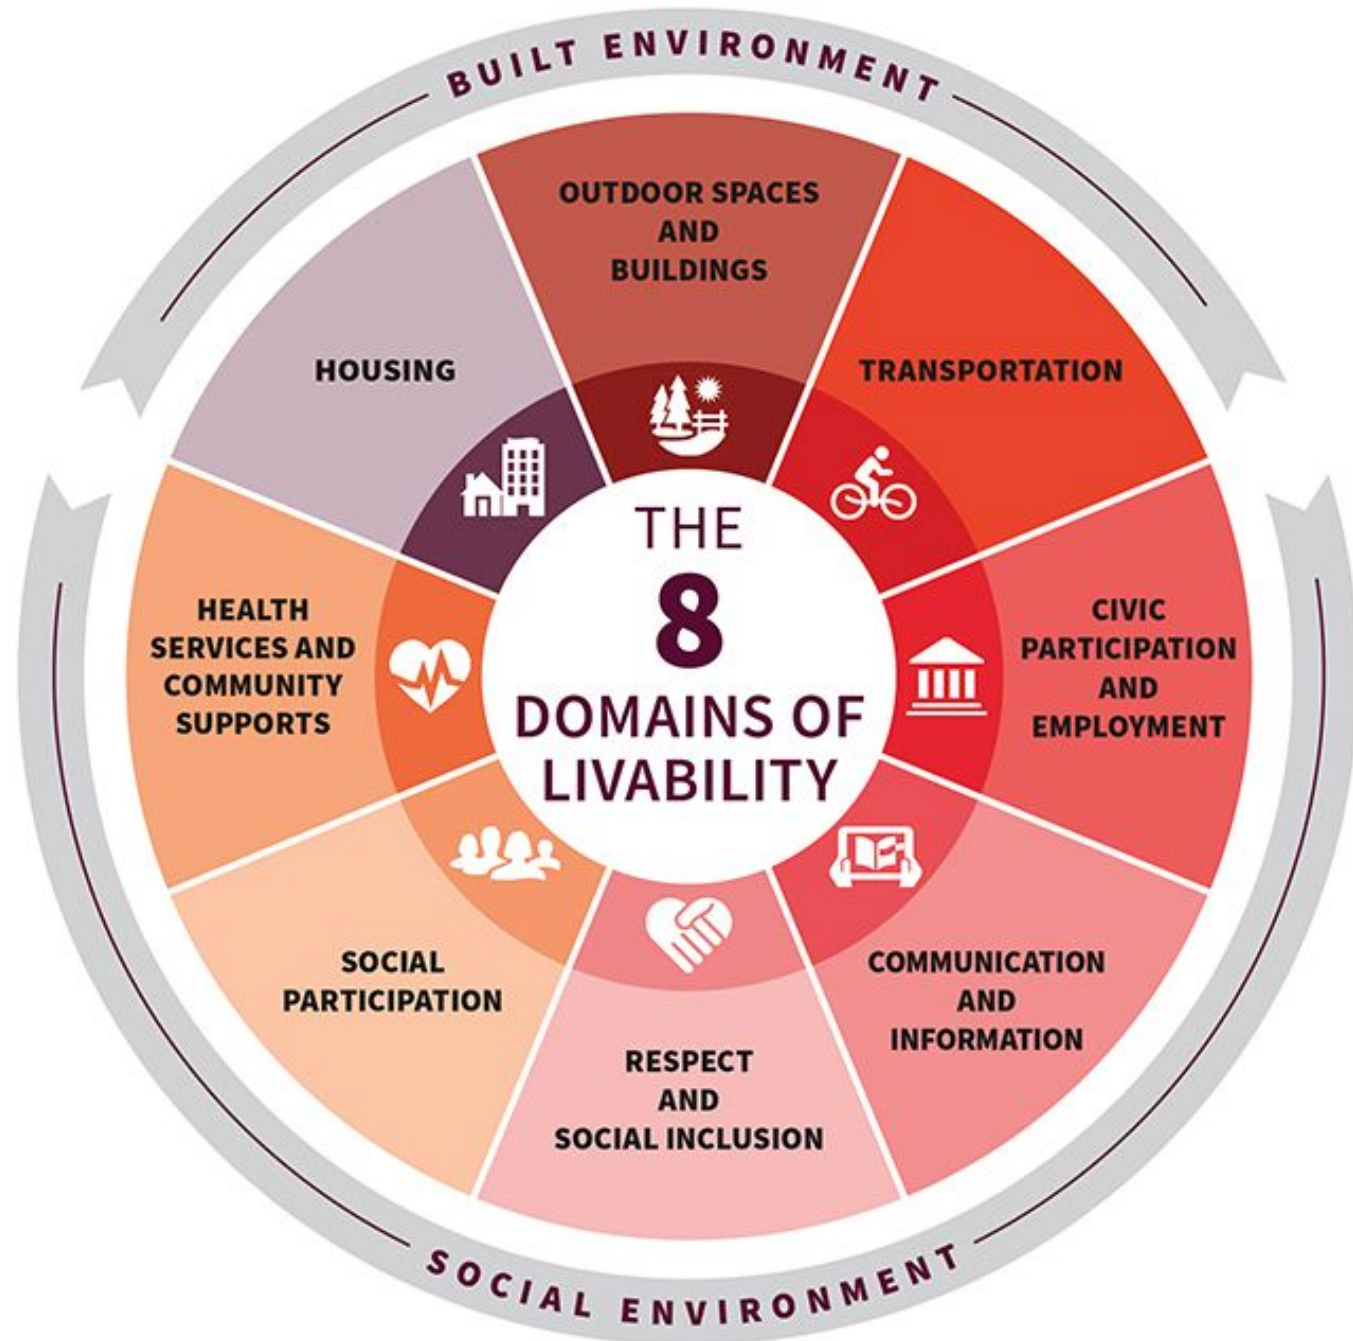 BUILT ENVIRONMENT
OUTDOOR SPACES
AND
BUILDINGS
HOUSING
TRANSPORTATION
THE
8
DOMAINS OF
LIVABILITY
HEALTH
SERVICES AND
COMMUNITY
SUPPORTS
CIVIC
PARTICIPATION
AND
EMPLOYMENT
SOCIAL
PARTICIPATION
COMMUNICATION
AND
INFORMATION
RESPECT
AND
SOCIAL INCLUSION
SOCIAL ENVIRONMENT